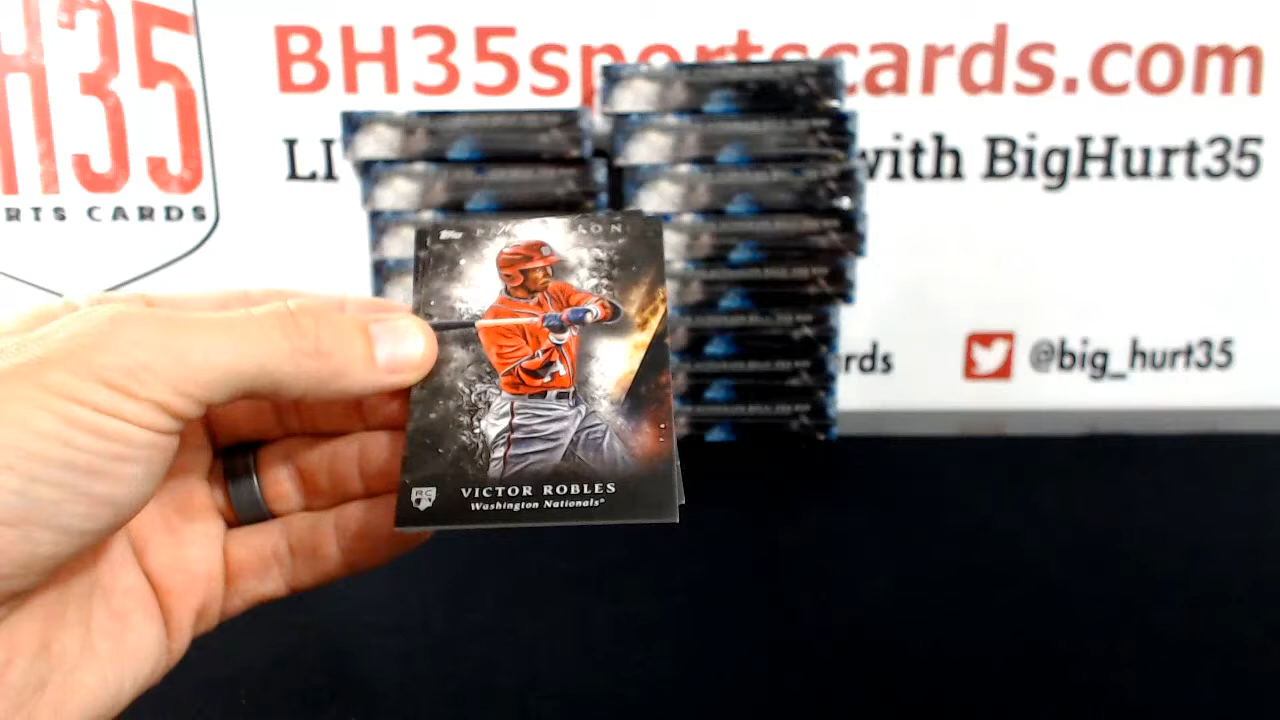 H35
RTS CARDS
BH35sportscards.com
LI with BigHurt35
rds @big_hurt35
Topps
VICTOR ROBLES
Washington Nationals®
RC